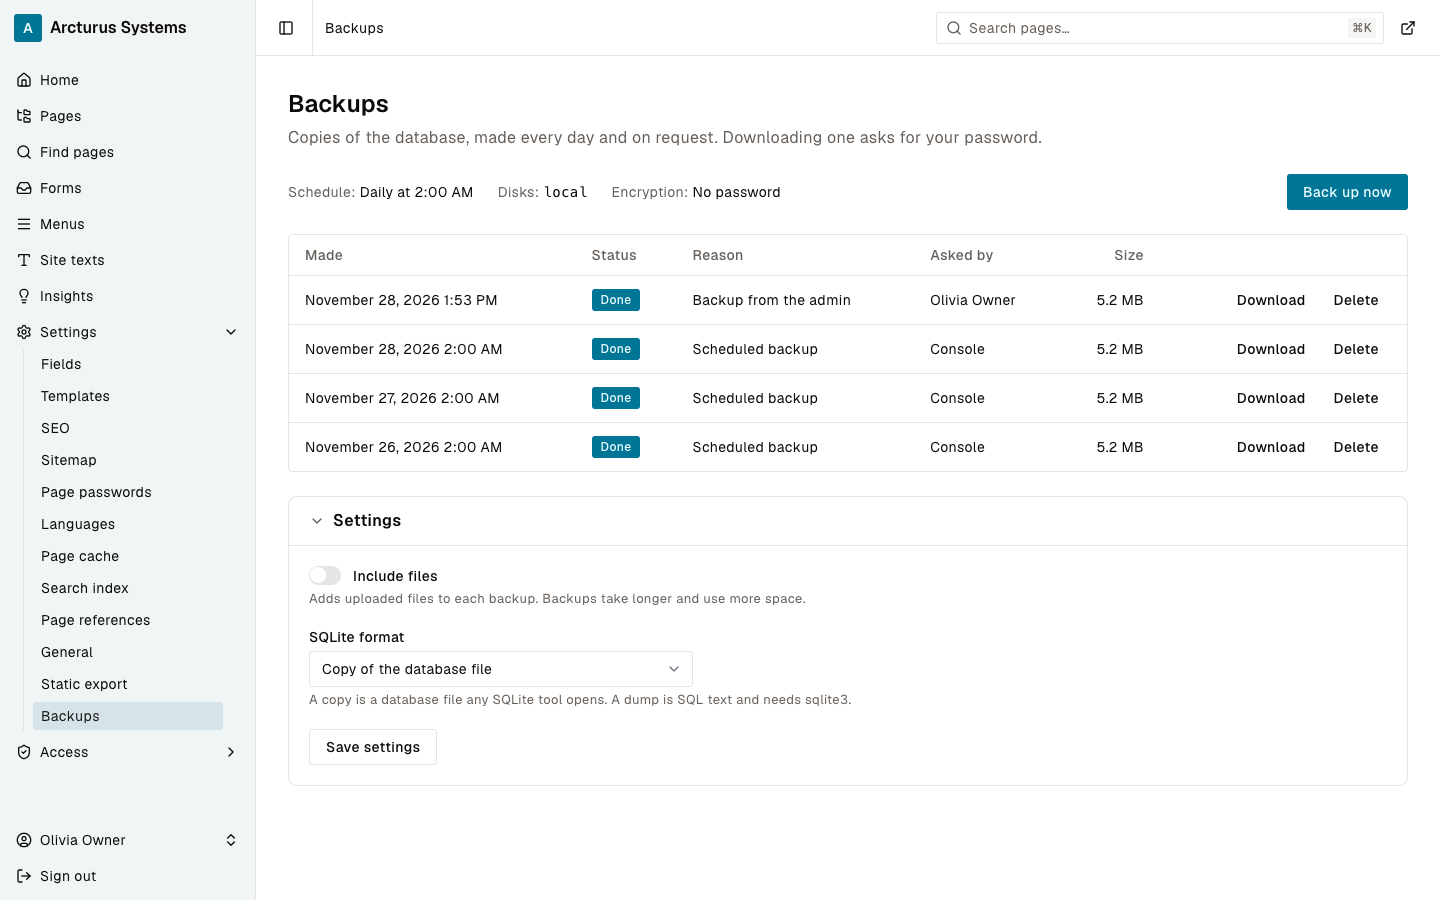 A Arcturus Systems
Home
Pages
Find pages
Forms
Menus
Site texts
Insights
Settings
Fields
Templates
SEO
Sitemap
Page passwords
Languages
Page cache
Search index
Page references
General
Static export
Backups
Access
Olivia Owner
Sign out
Backups
Search pages… ⌘K
Backups
Copies of the database, made every day and on request. Downloading one asks for your password.
Schedule: Daily at 2:00 AM Disks: local Encryption: No password
Back up now
Made Status Reason Asked by Size
November 28, 2026 1:53 PM Done Backup from the admin Olivia Owner 5.2 MB Download Delete
November 28, 2026 2:00 AM Done Scheduled backup Console 5.2 MB Download Delete
November 27, 2026 2:00 AM Done Scheduled backup Console 5.2 MB Download Delete
November 26, 2026 2:00 AM Done Scheduled backup Console 5.2 MB Download Delete
Settings
Include files
Adds uploaded files to each backup. Backups take longer and use more space.
SQLite format
Copy of the database file
A copy is a database file any SQLite tool opens. A dump is SQL text and needs sqlite3.
Save settings